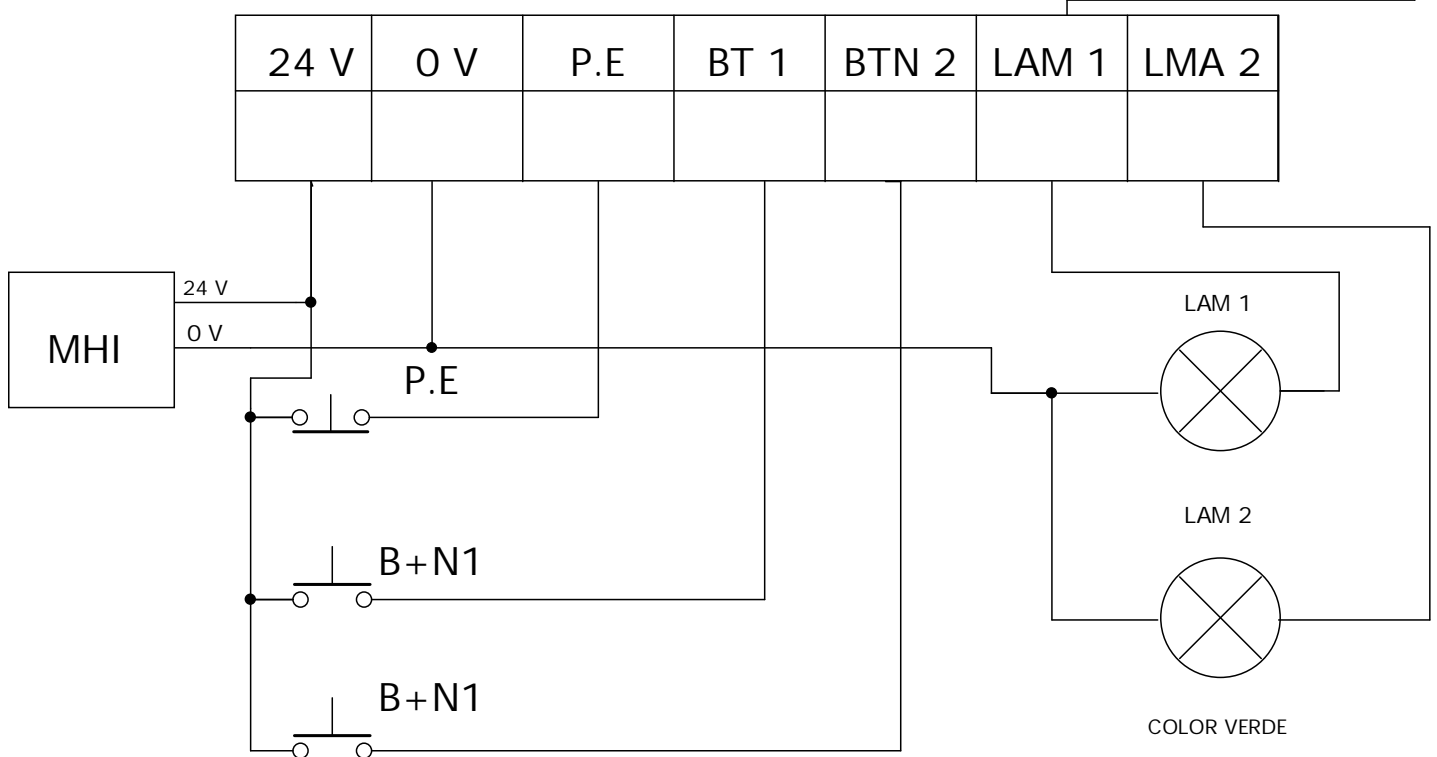 24 V 0 V P.E BT 1 BTN 2 LAM 1 LMA 2
24 V
0 V
MHI
P.E
LAM 1
B+N1
LAM 2
B+N1
COLOR VERDE